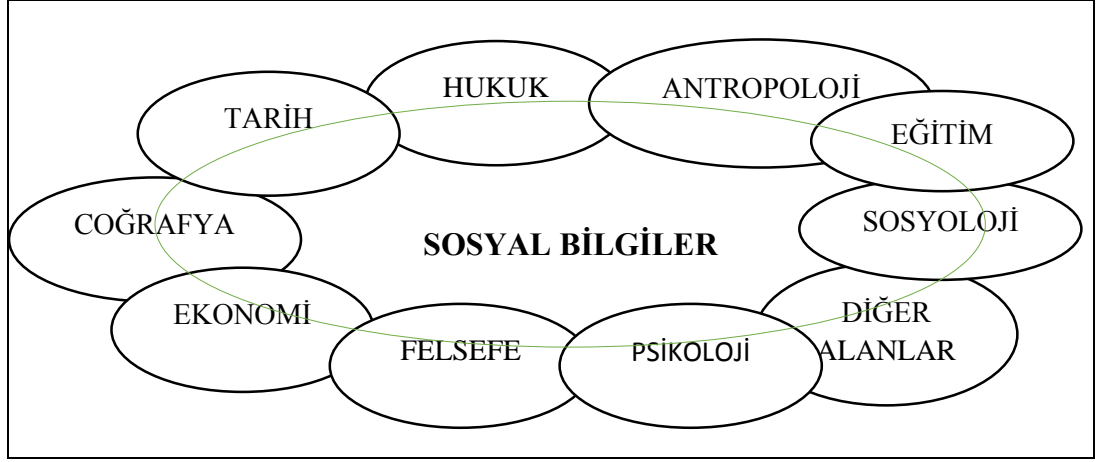 HUKUK
ANTROPOLOJİ
TARİH
EĞİTİM
COĞRAFYA
SOSYOLOJİ
SOSYAL BİLGİLER
EKONOMİ
DİĞER
ALANLAR
FELSEFE
PSİKOLOJİ